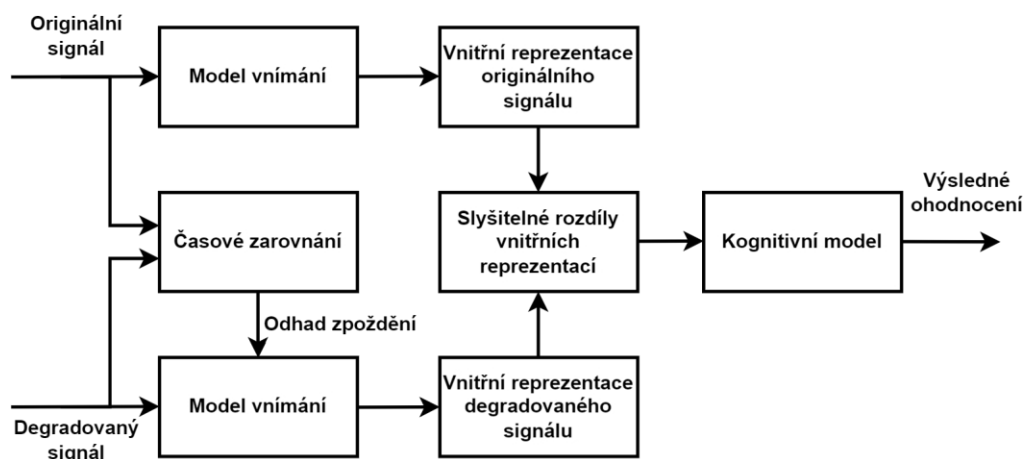 Originální
signál
Model vnímání
Vnitřní reprezentace
originálního
signálu
Časové zarovnání
Slyšitelné rozdíly
vnitřních
reprezentací
Kognitivní model
Výsledné
ohodnocení
Odhad zpoždění
Degradovaný
signál
Model vnímání
Vnitřní reprezentace
degradovaného
signálu